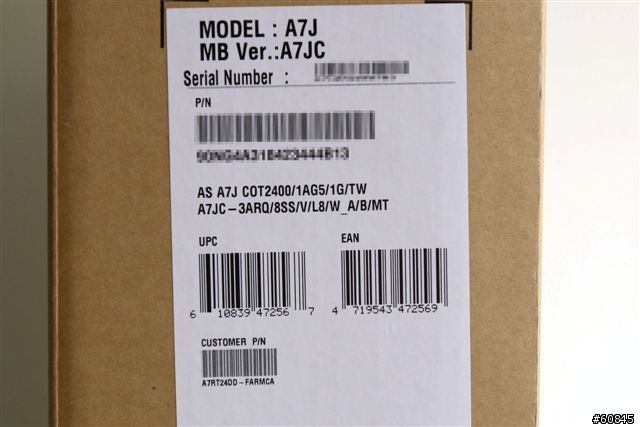 MODEL : A7J
MB Ver.:A7JC
Serial Number :
P/N
AS A7J COT2400/1AG5/1G/TW
A7JC-3ARQ/8SS/V/L8/W_A/B/MT
UPC
EAN
6 10839 47256 7
4 719543 472569
CUSTOMER P/N
A7RT24DD-FARMCA
#60845